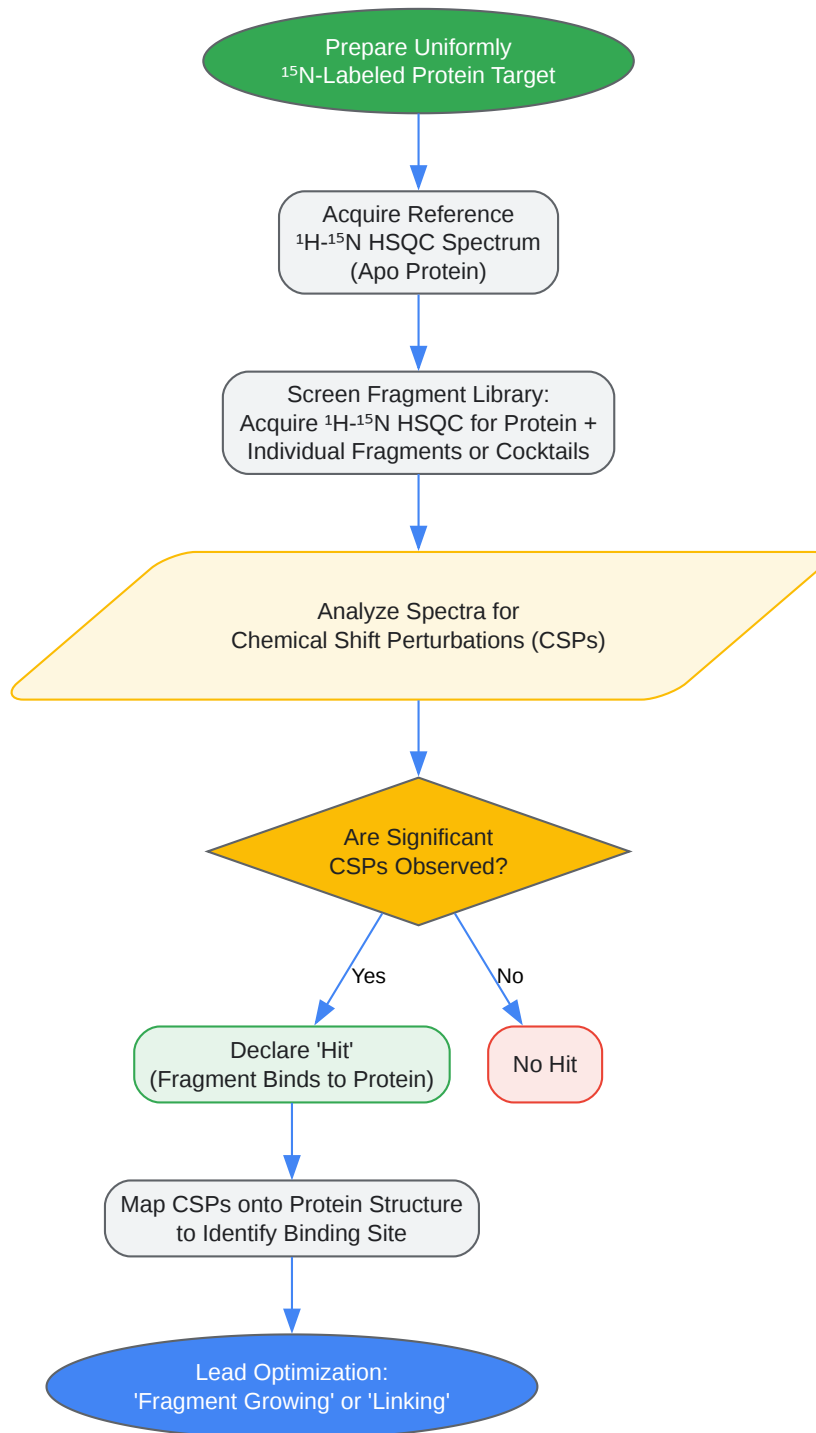 Prepare Uniformly
¹⁵N-Labeled Protein Target
Acquire Reference
¹H-¹⁵N HSQC Spectrum
(Apo Protein)
Screen Fragment Library:
Acquire ¹H-¹⁵N HSQC for Protein +
Individual Fragments or Cocktails
Analyze Spectra for
Chemical Shift Perturbations (CSPs)
Are Significant
CSPs Observed?
Yes
No
Declare 'Hit'
(Fragment Binds to Protein)
No Hit
Map CSPs onto Protein Structure
to Identify Binding Site
Lead Optimization:
'Fragment Growing' or 'Linking'